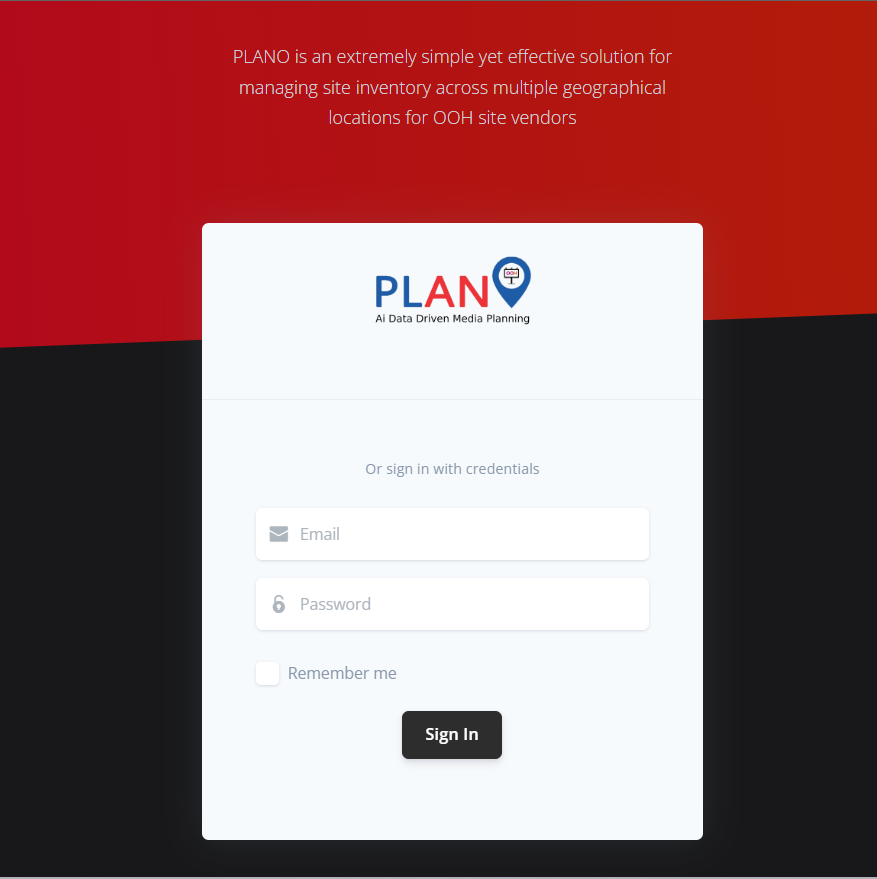 PLANO is an extremely simple yet effective solution for
managing site inventory across multiple geographical
locations for OOH site vendors
OOH
PLANO
Ai Data Driven Media Planning
Or sign in with credentials
Email
Password
Remember me
Sign In